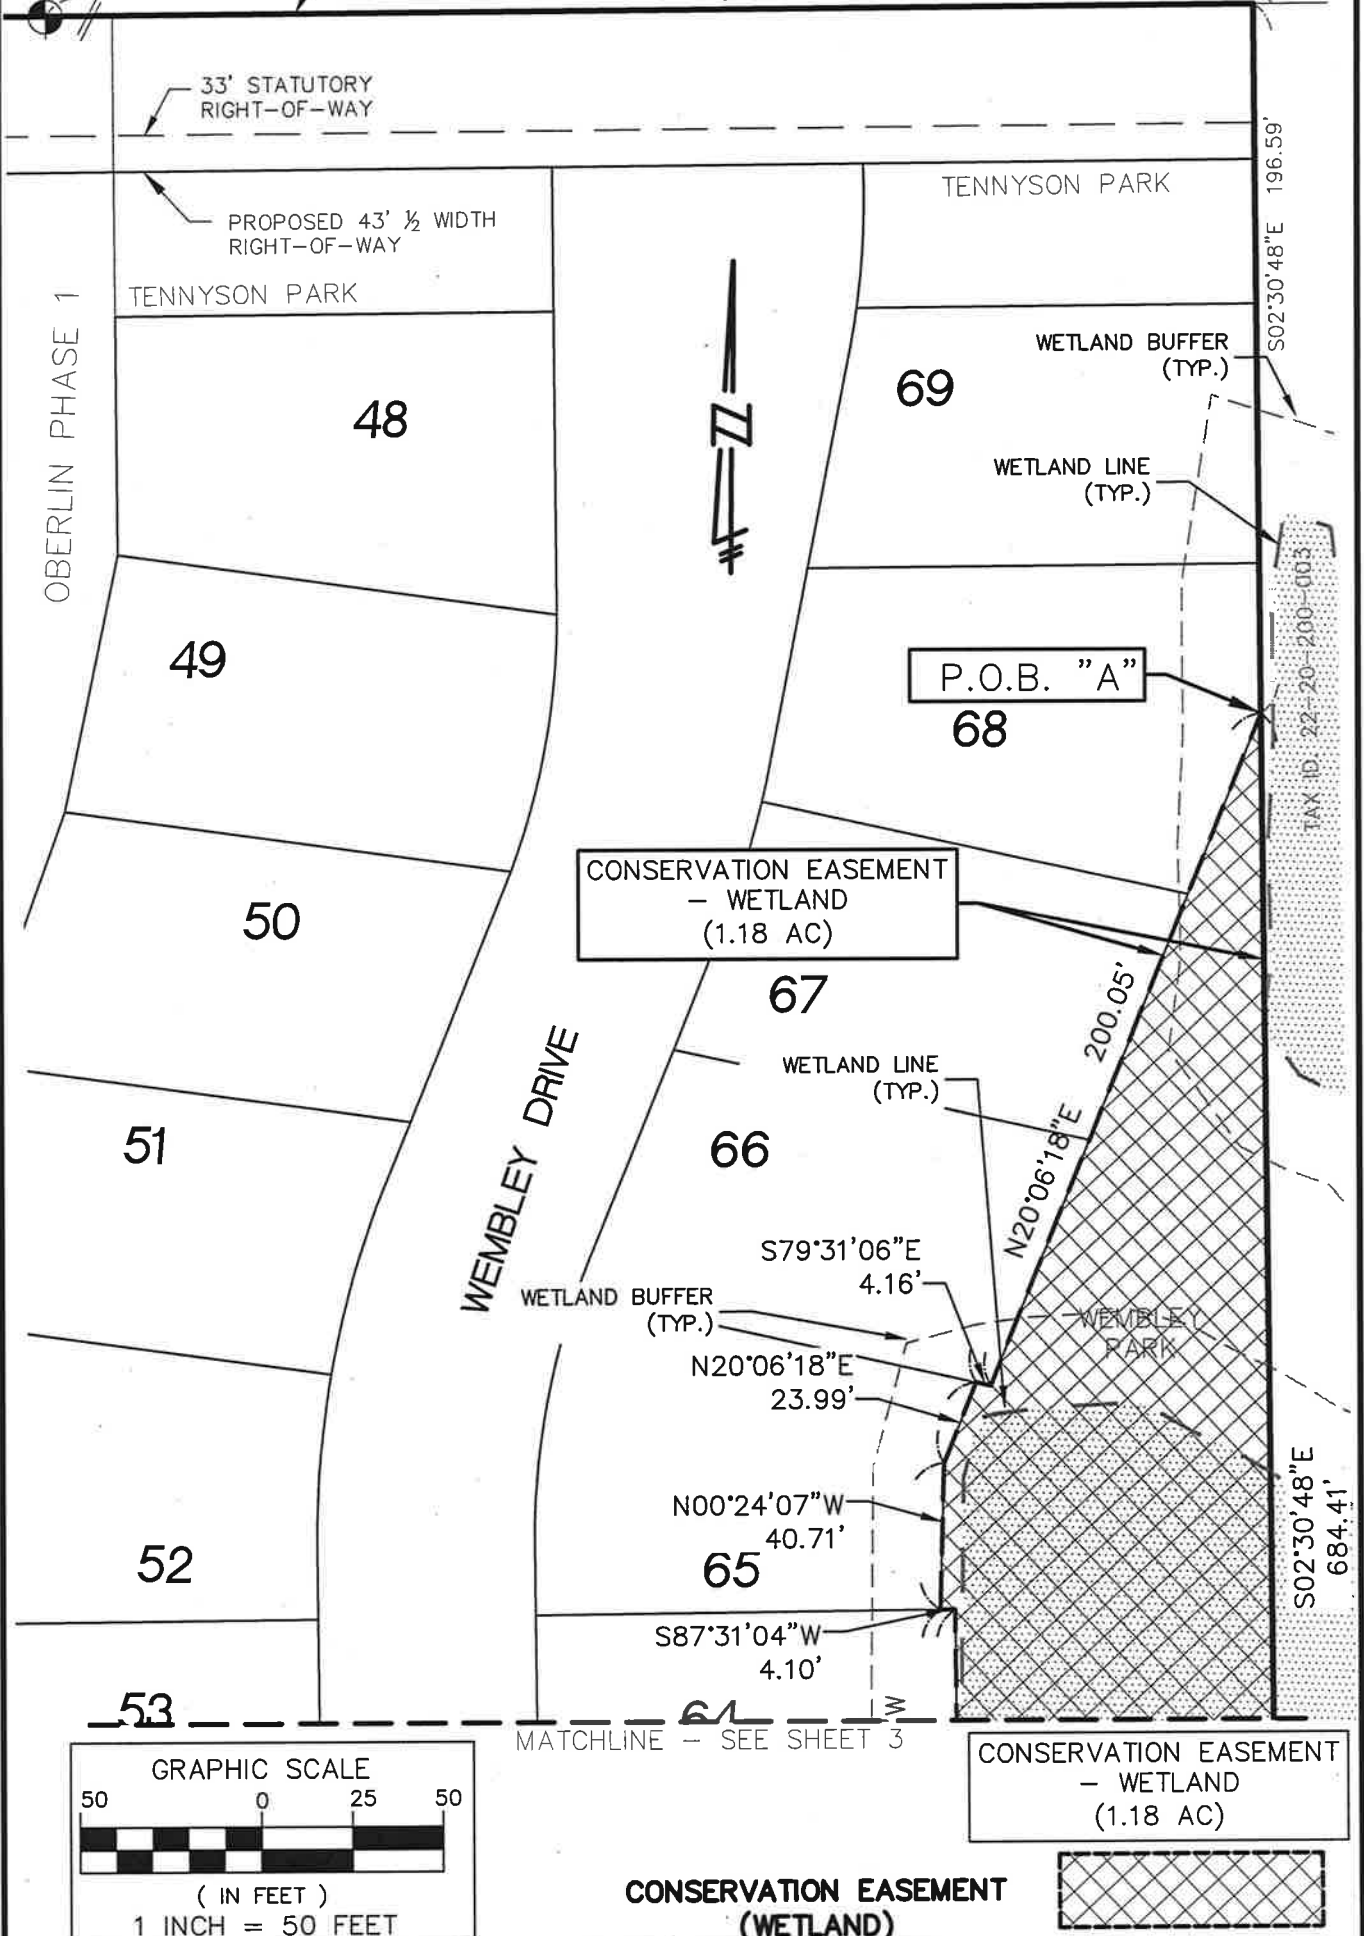 33' STATUTORY
RIGHT-OF-WAY
S02°30'48"E 196.59'
TENNYSON PARK
PROPOSED 43' ½ WIDTH
RIGHT-OF-WAY
TENNYSON PARK
OBERLIN PHASE 1
WETLAND BUFFER
(TYP.)
69
48
N
WETLAND LINE
(TYP.)
TAX ID. 22-20-200-003
49
P.O.B. "A"
68
CONSERVATION EASEMENT
- WETLAND
(1.18 AC)
50
67
200.05'
N20°06'18"E
WETLAND LINE
(TYP.)
WEMBLEY DRIVE
51
66
S79°31'06"E
4.16'
WETLAND BUFFER
(TYP.)
WEMBLEY
PARK
N20°06'18"E
23.99'
S02°30'48"E
684.41'
N00°24'07"W
40.71'
52
65
S87°31'04"W
4.10'
53
64
W
MATCHLINE - SEE SHEET 3
GRAPHIC SCALE
50 0 25 50
( IN FEET )
1 INCH = 50 FEET
CONSERVATION EASEMENT
- WETLAND
(1.18 AC)
CONSERVATION EASEMENT
(WETLAND)